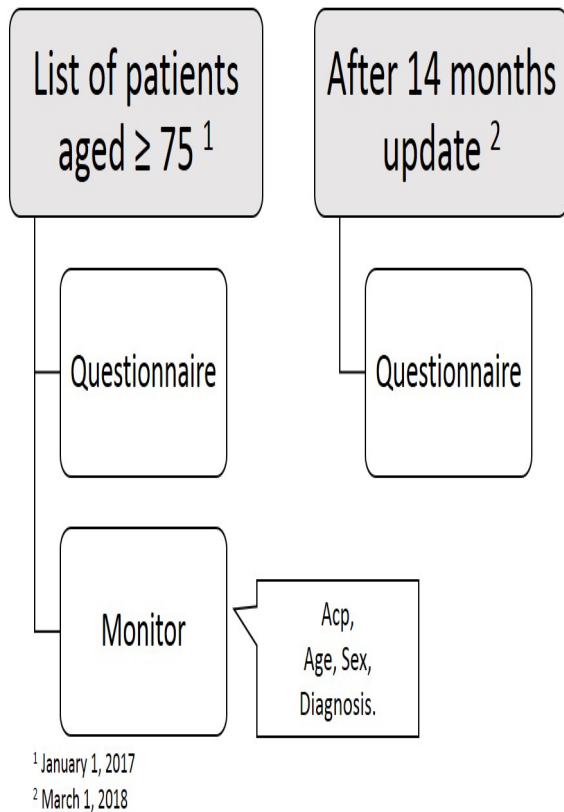 List of patients
aged ≥ 75 ¹
After 14 months
update ²
Questionnaire
Questionnaire
Monitor
Acp,
Age, Sex,
Diagnosis.
¹ January 1, 2017
² March 1, 2018